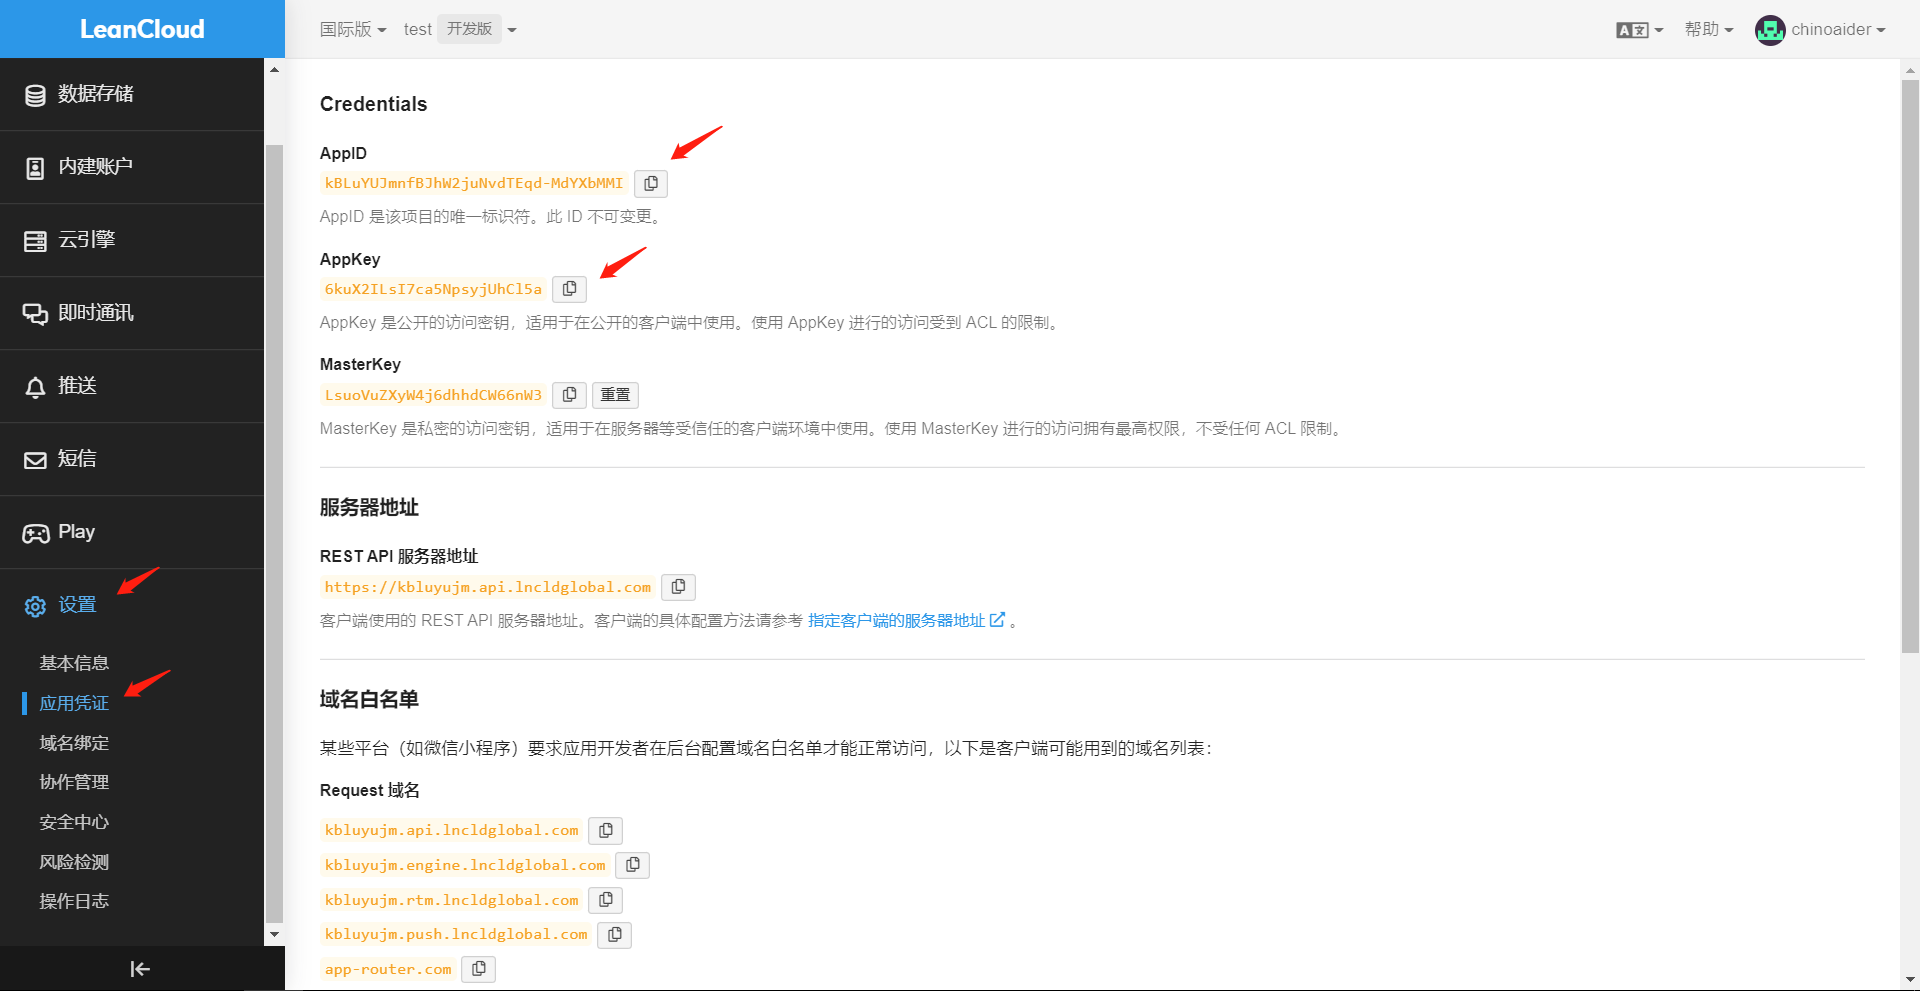 LeanCloud
国际版
test
开发版
帮助
chinoaider
数据存储
内建账户
云引擎
即时通讯
推送
短信
Play
设置
基本信息
应用凭证
域名绑定
协作管理
安全中心
风险检测
操作日志
Credentials
AppID
kBLuYUJmnfBJhW2juNvdTEqd-MdYXbMMI
AppID 是该项目的唯一标识符。此 ID 不可变更。
AppKey
6kuX2ILsI7ca5NpsyjUhCl5a
AppKey 是公开的访问密钥，适用于在公开的客户端中使用。使用 AppKey 进行的访问受到 ACL 的限制。
MasterKey
LsuoVuZXyW4j6dhhdCW66nW3
重置
MasterKey 是私密的访问密钥，适用于在服务器等受信任的客户端环境中使用。使用 MasterKey 进行的访问拥有最高权限，不受任何 ACL 限制。
服务器地址
REST API 服务器地址
https://kbluyujm.api.lncldglobal.com
客户端使用的 REST API 服务器地址。客户端的具体配置方法请参考 指定客户端的服务器地址 。
域名白名单
某些平台（如微信小程序）要求应用开发者在后台配置域名白名单才能正常访问，以下是客户端可能用到的域名列表：
Request 域名
kbluyujm.api.lncldglobal.com
kbluyujm.engine.lncldglobal.com
kbluyujm.rtm.lncldglobal.com
kbluyujm.push.lncldglobal.com
app-router.com